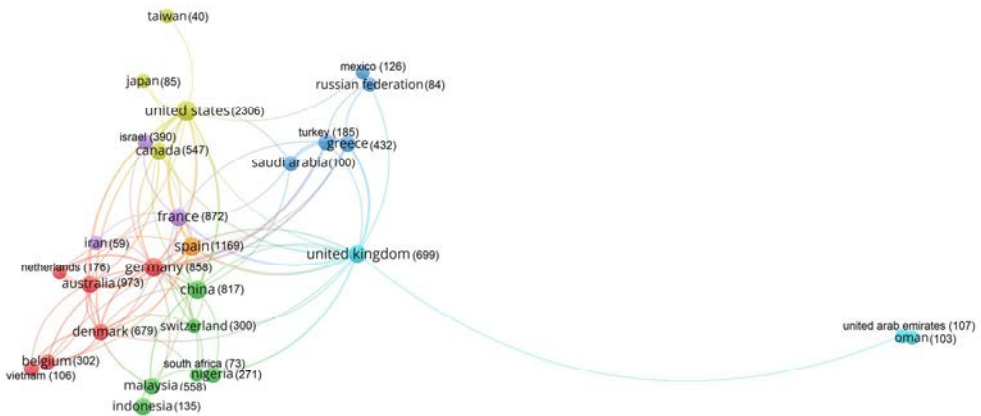 taiwan (40)
mexico (126)
japan (85)
russian federation (84)
united states (2306)
israel (390)
turkey (185)
greece (432)
canada (547)
saudi arabia (100)
france (872)
iran (59)
spain (1169)
united kingdom (699)
netherlands (176)
germany (858)
australia (973)
china (817)
denmark (679)
switzerland (300)
united arab emirates (107)
oman (103)
belgium (302)
south africa (73)
vietnam (106)
nigeria (271)
malaysia (558)
indonesia (135)